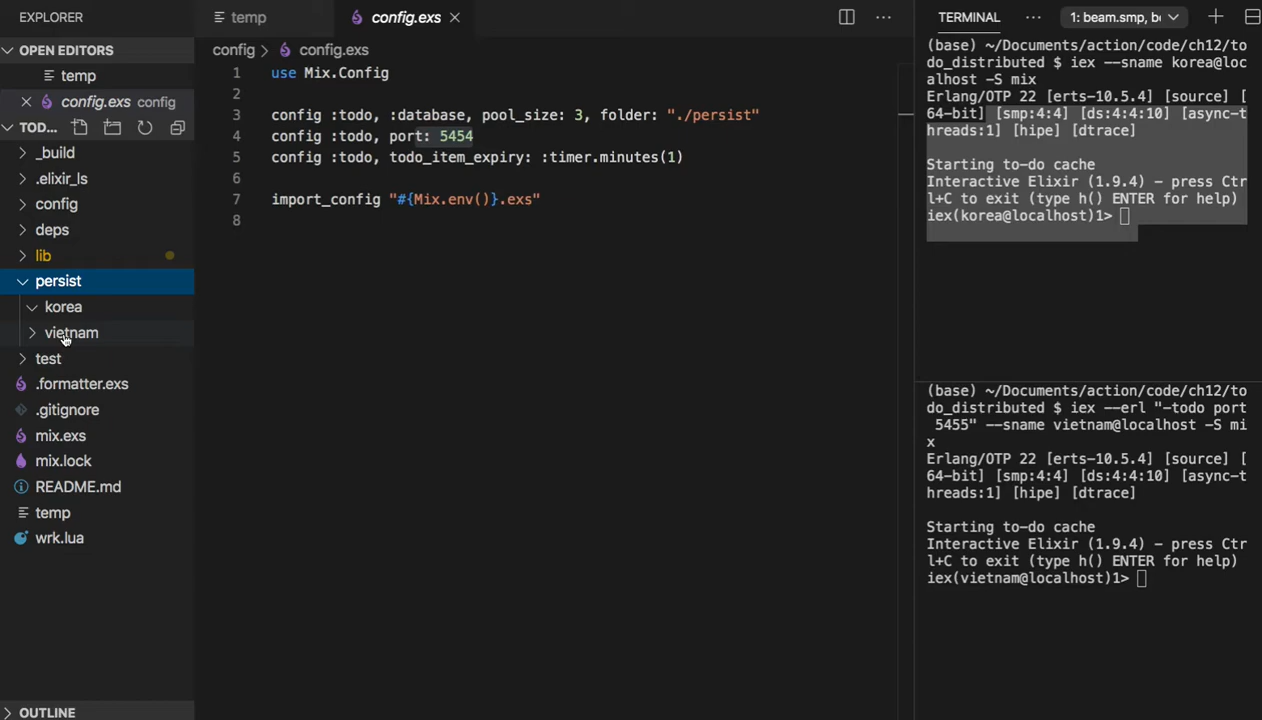 EXPLORER
OPEN EDITORS
temp
config.exs config
TOD...
_build
.elixir_ls
config
deps
lib
persist
korea
vietnam
test
.formatter.exs
.gitignore
mix.exs
mix.lock
README.md
temp
wrk.lua
OUTLINE
temp
config.exs
config
config.exs
1 use Mix.Config
2
3 config :todo, :database, pool_size: 3, folder: "./persist"
4 config :todo, port: 5454
5 config :todo, todo_item_expiry: :timer.minutes(1)
6
7 import_config "#{Mix.env()}.exs"
8
TERMINAL
1: beam.smp, b
(base) ~/Documents/action/code/ch12/to
do_distributed $ iex --sname korea@loc
alhost -S mix
Erlang/OTP 22 [erts-10.5.4] [source] [
64-bit] [smp:4:4] [ds:4:4:10] [async-t
hreads:1] [hipe] [dtrace]
Starting to-do cache
Interactive Elixir (1.9.4) - press Ctr
l+C to exit (type h() ENTER for help)
iex(korea@localhost)1>
(base) ~/Documents/action/code/ch12/to
do_distributed $ iex --erl "-todo port
5455" --sname vietnam@localhost -S mi
x
Erlang/OTP 22 [erts-10.5.4] [source] [
64-bit] [smp:4:4] [ds:4:4:10] [async-t
hreads:1] [hipe] [dtrace]
Starting to-do cache
Interactive Elixir (1.9.4) - press Ctr
l+C to exit (type h() ENTER for help)
iex(vietnam@localhost)1>